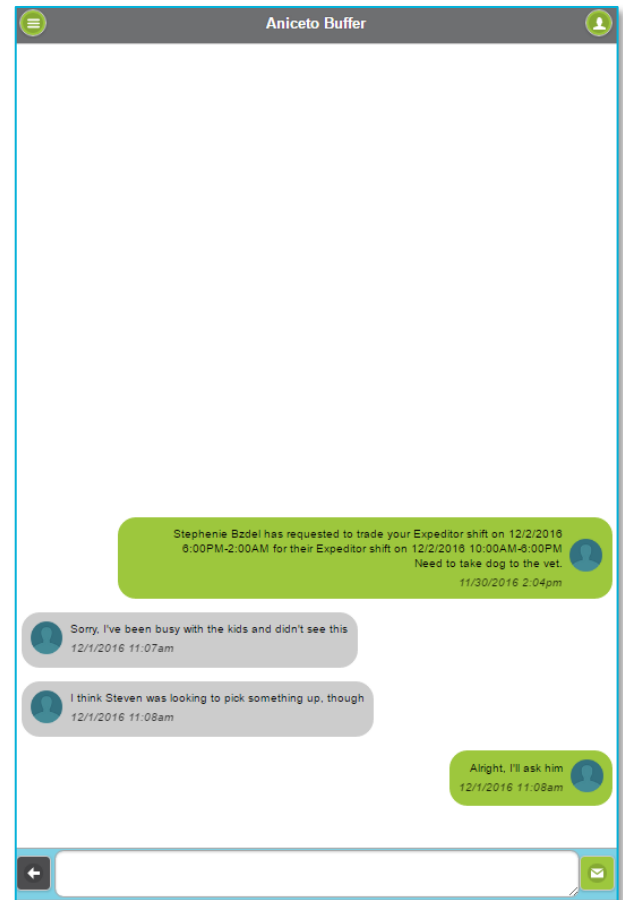 Aniceto Buffer
Stephenie Bzdel has requested to trade your Expeditor shift on 12/2/2016
6:00PM-2:00AM for their Expeditor shift on 12/2/2016 10:00AM-6:00PM
Need to take dog to the vet.
11/30/2016 2:04pm
Sorry, I've been busy with the kids and didn't see this
12/1/2016 11:07am
I think Steven was looking to pick something up, though
12/1/2016 11:08am
Alright, I'll ask him
12/1/2016 11:08am